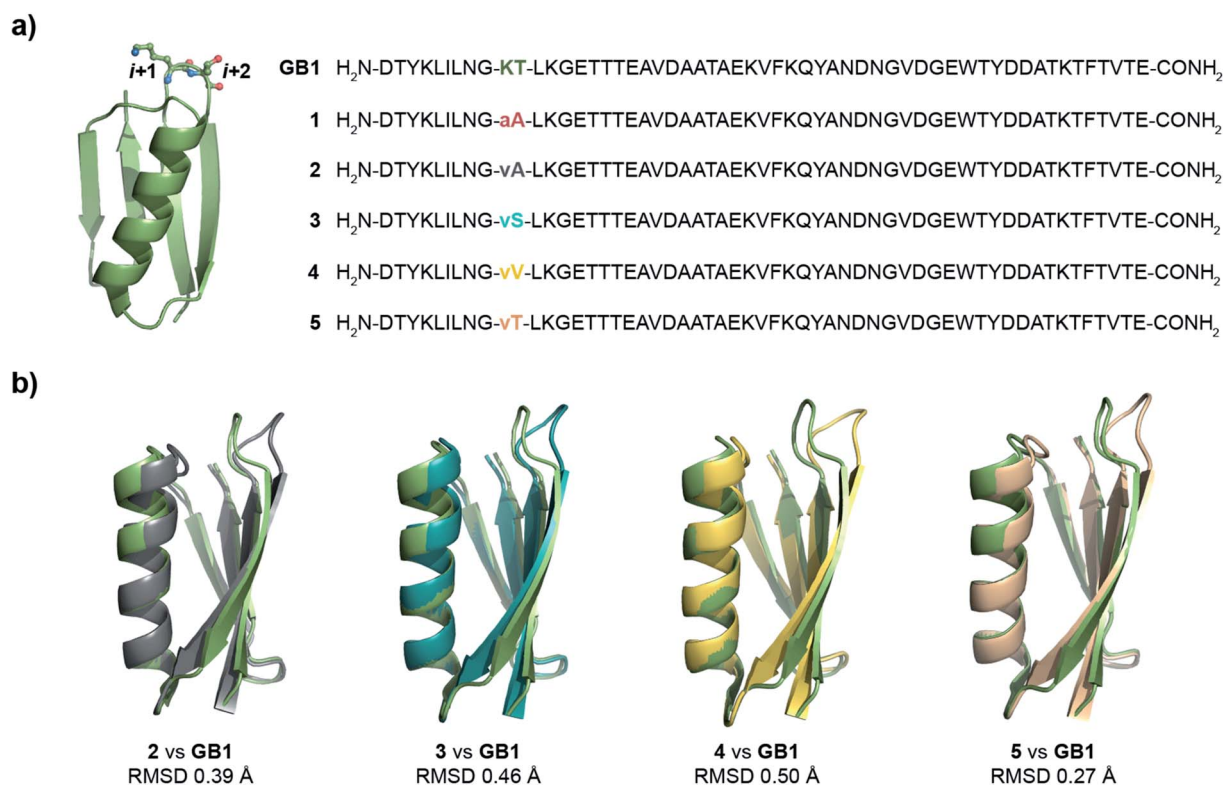 a)
i+1 i+2
GB1 H2N-DTYKLILNG-KT-LKGETTTEAVDAATAEKVFKQYANDNGVDGEWTYDDATKTFTVTE-CONH2
1 H2N-DTYKLILNG-aA-LKGETTTEAVDAATAEKVFKQYANDNGVDGEWTYDDATKTFTVTE-CONH2
2 H2N-DTYKLILNG-vA-LKGETTTEAVDAATAEKVFKQYANDNGVDGEWTYDDATKTFTVTE-CONH2
3 H2N-DTYKLILNG-vS-LKGETTTEAVDAATAEKVFKQYANDNGVDGEWTYDDATKTFTVTE-CONH2
4 H2N-DTYKLILNG-vV-LKGETTTEAVDAATAEKVFKQYANDNGVDGEWTYDDATKTFTVTE-CONH2
5 H2N-DTYKLILNG-vT-LKGETTTEAVDAATAEKVFKQYANDNGVDGEWTYDDATKTFTVTE-CONH2
b)
2 vs GB1
RMSD 0.39 Å
3 vs GB1
RMSD 0.46 Å
4 vs GB1
RMSD 0.50 Å
5 vs GB1
RMSD 0.27 Å